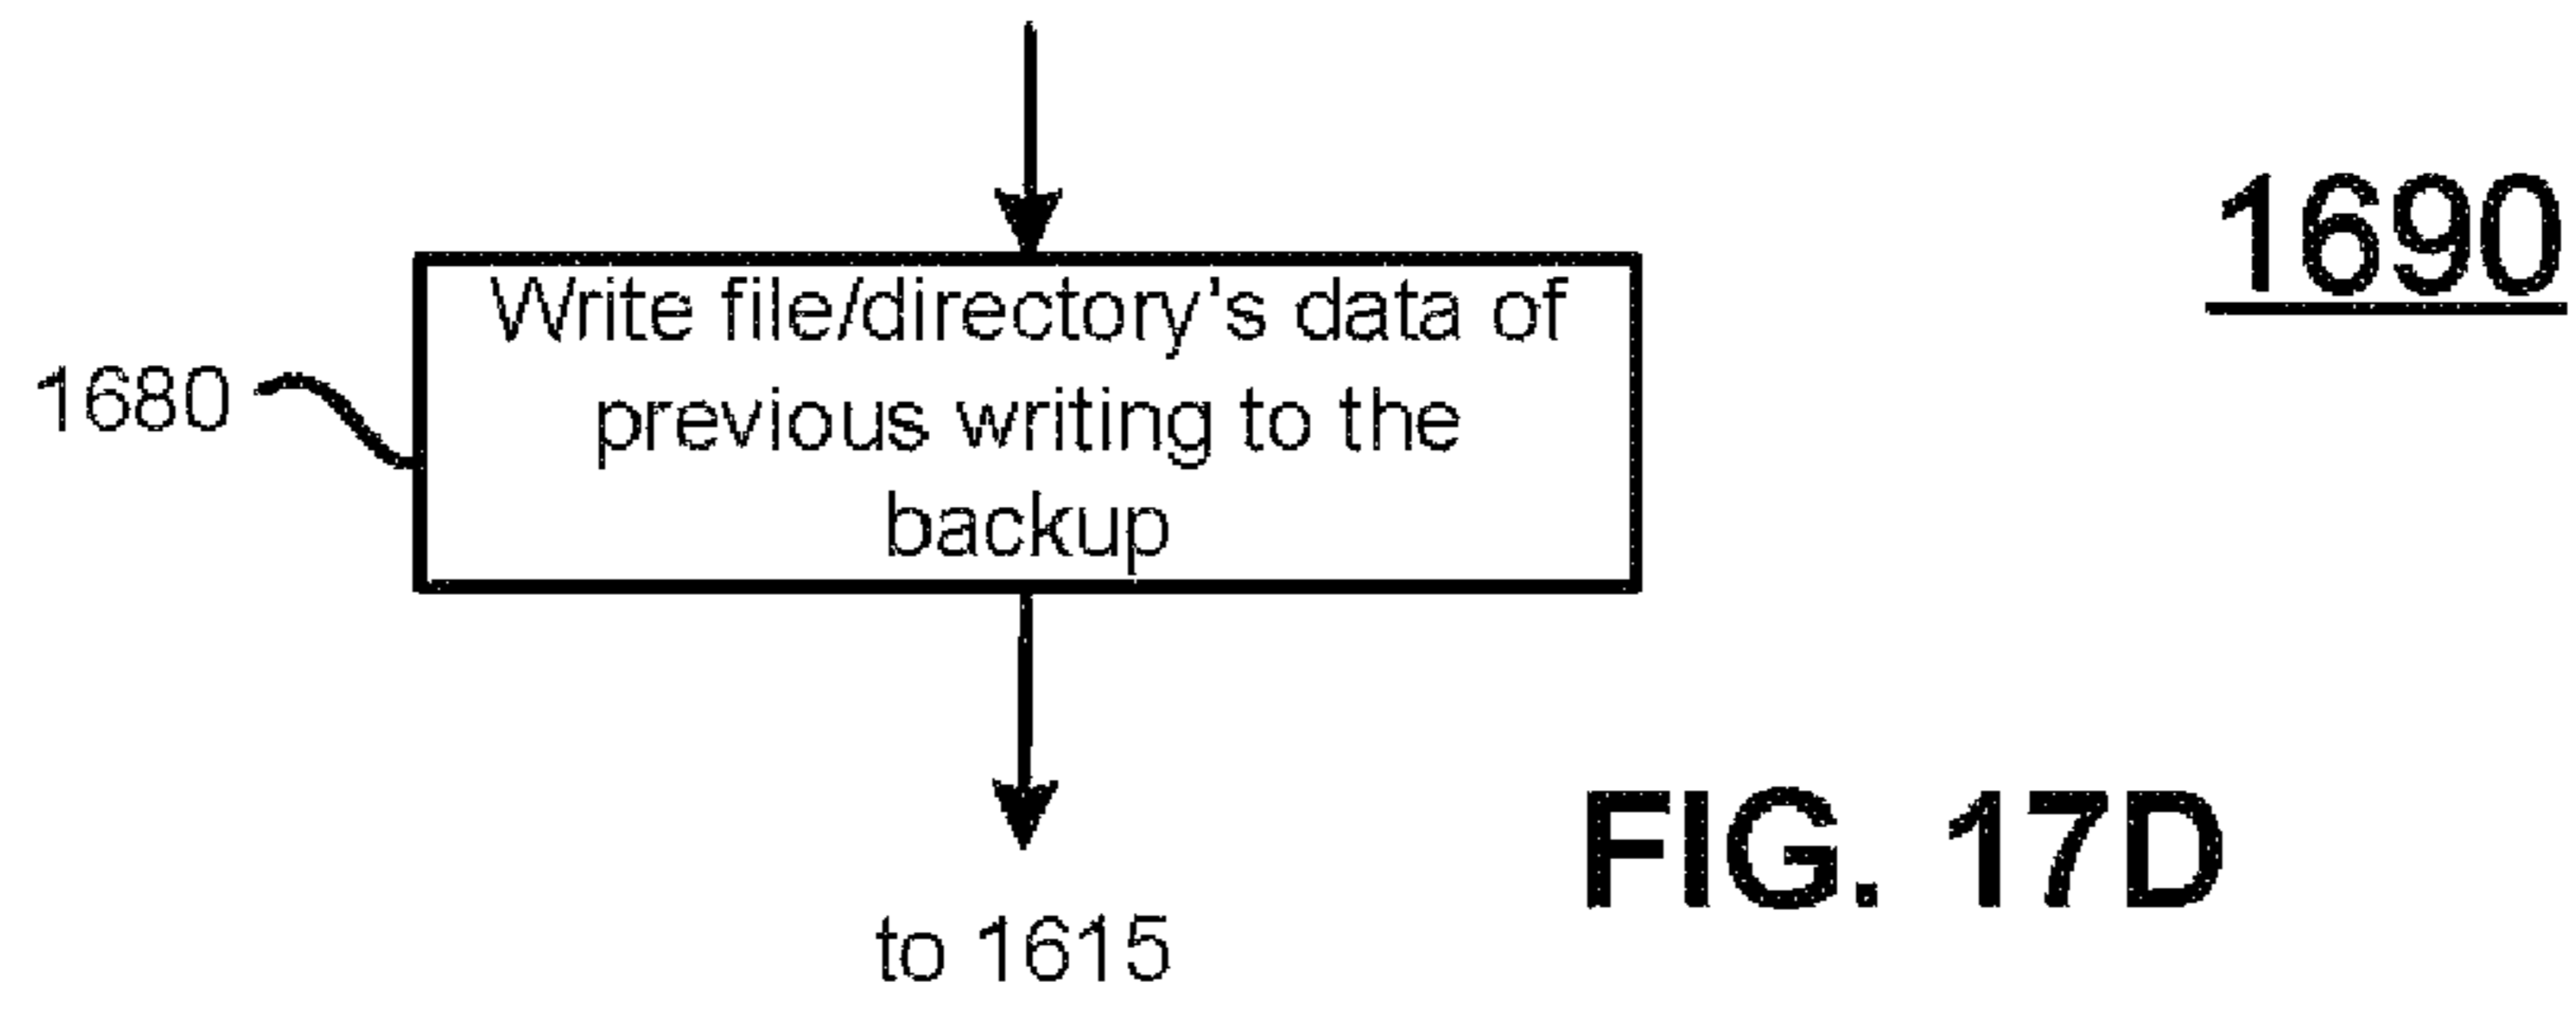 1690
Write file/directory's data of
previous writing to the
backup
1680
to 1615
FIG. 17D